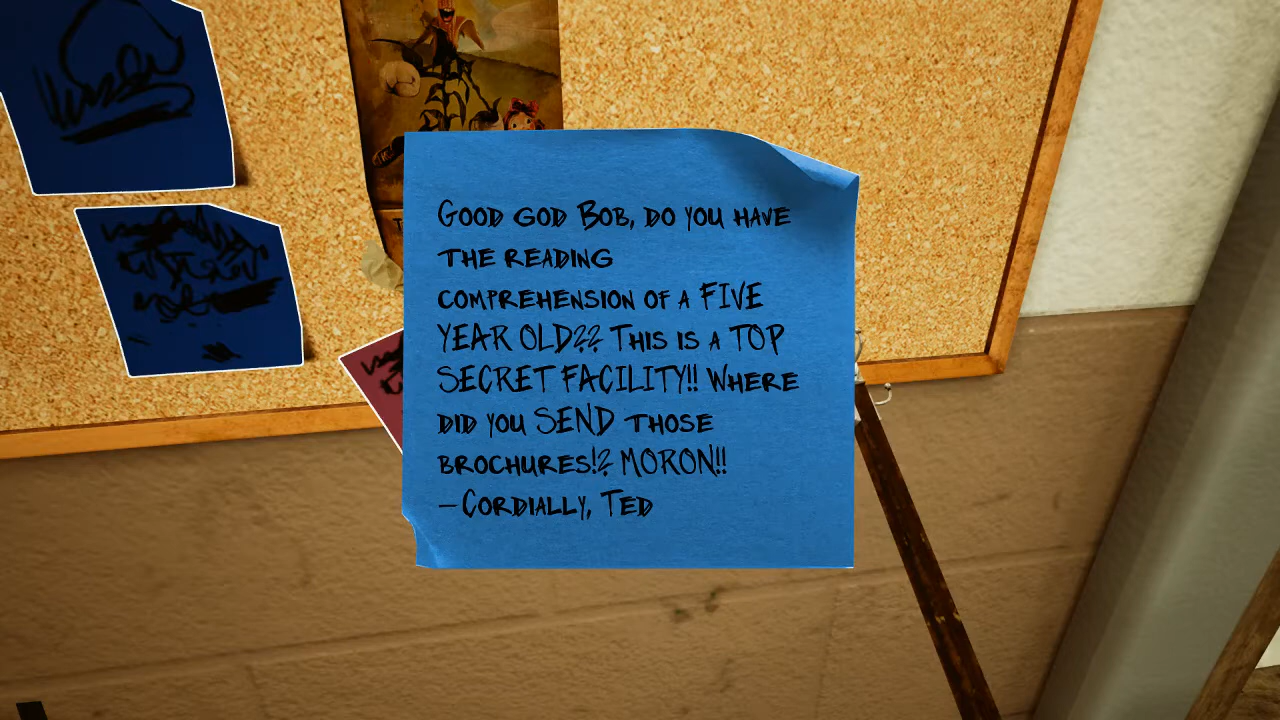 Good god Bob, do you have
the reading
comprehension of a FIVE
YEAR OLD?? This is a TOP
SECRET FACILITY!! Where
did you SEND those
brochures!? MORON!!
– Cordially, Ted